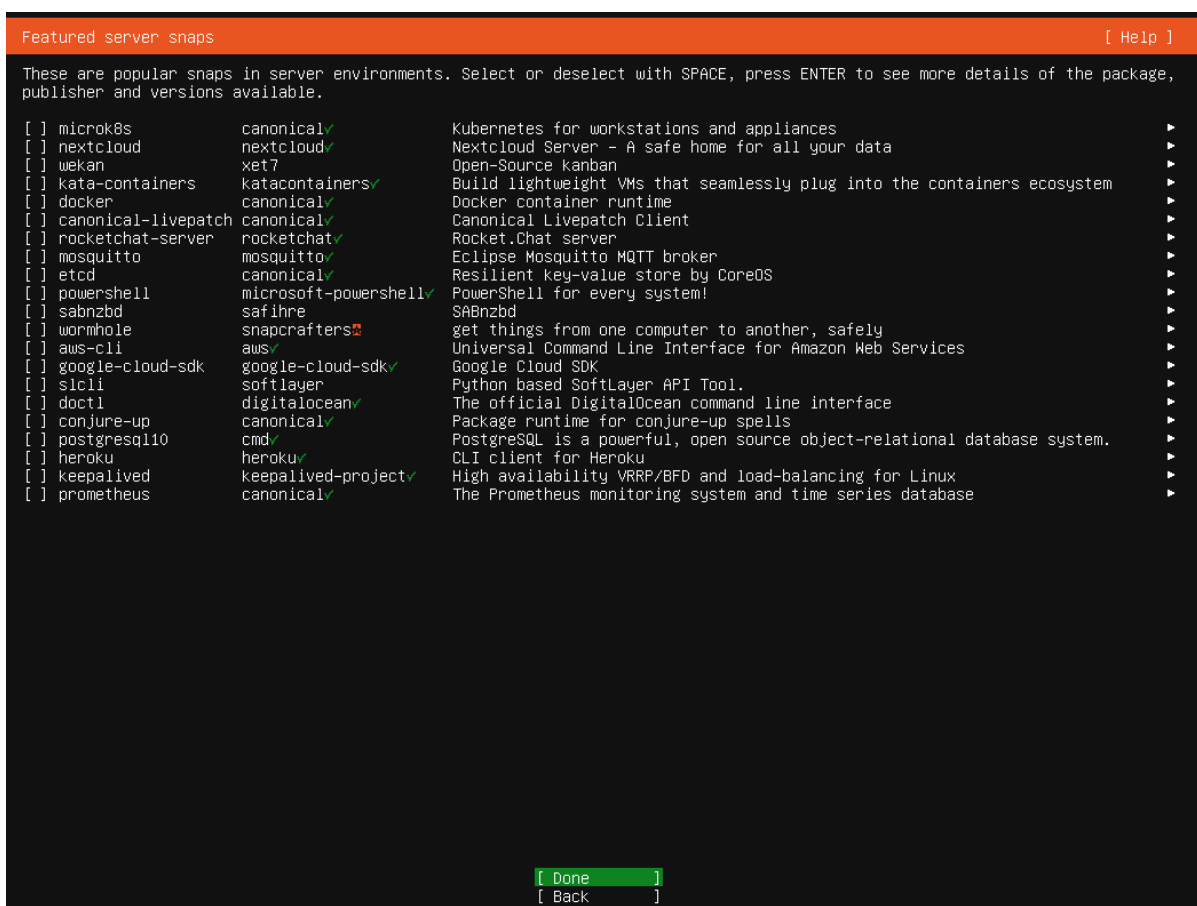 Featured server snaps [ Help ]
These are popular snaps in server environments. Select or deselect with SPACE, press ENTER to see more details of the package,
publisher and versions available.
[ ] microk8s canonical✓ Kubernetes for workstations and appliances ▸
[ ] nextcloud nextcloud✓ Nextcloud Server – A safe home for all your data ▸
[ ] wekan xet7 Open–Source kanban ▸
[ ] kata–containers katacontainers✓ Build lightweight VMs that seamlessly plug into the containers ecosystem ▸
[ ] docker canonical✓ Docker container runtime ▸
[ ] canonical–livepatch canonical✓ Canonical Livepatch Client ▸
[ ] rocketchat–server rocketchat✓ Rocket.Chat server ▸
[ ] mosquitto mosquitto✓ Eclipse Mosquitto MQTT broker ▸
[ ] etcd canonical✓ Resilient key–value store by CoreOS ▸
[ ] powershell microsoft–powershell✓ PowerShell for every system! ▸
[ ] sabnzbd safihre SABnzbd ▸
[ ] wormhole snapcrafters✪ get things from one computer to another, safely ▸
[ ] aws–cli aws✓ Universal Command Line Interface for Amazon Web Services ▸
[ ] google–cloud–sdk google–cloud–sdk✓ Google Cloud SDK ▸
[ ] slcli softlayer Python based SoftLayer API Tool. ▸
[ ] doctl digitalocean✓ The official DigitalOcean command line interface ▸
[ ] conjure–up canonical✓ Package runtime for conjure–up spells ▸
[ ] postgresql10 cmd✓ PostgreSQL is a powerful, open source object–relational database system. ▸
[ ] heroku heroku✓ CLI client for Heroku ▸
[ ] keepalived keepalived–project✓ High availability VRRP/BFD and load–balancing for Linux ▸
[ ] prometheus canonical✓ The Prometheus monitoring system and time series database ▸
[ Done ]
[ Back ]